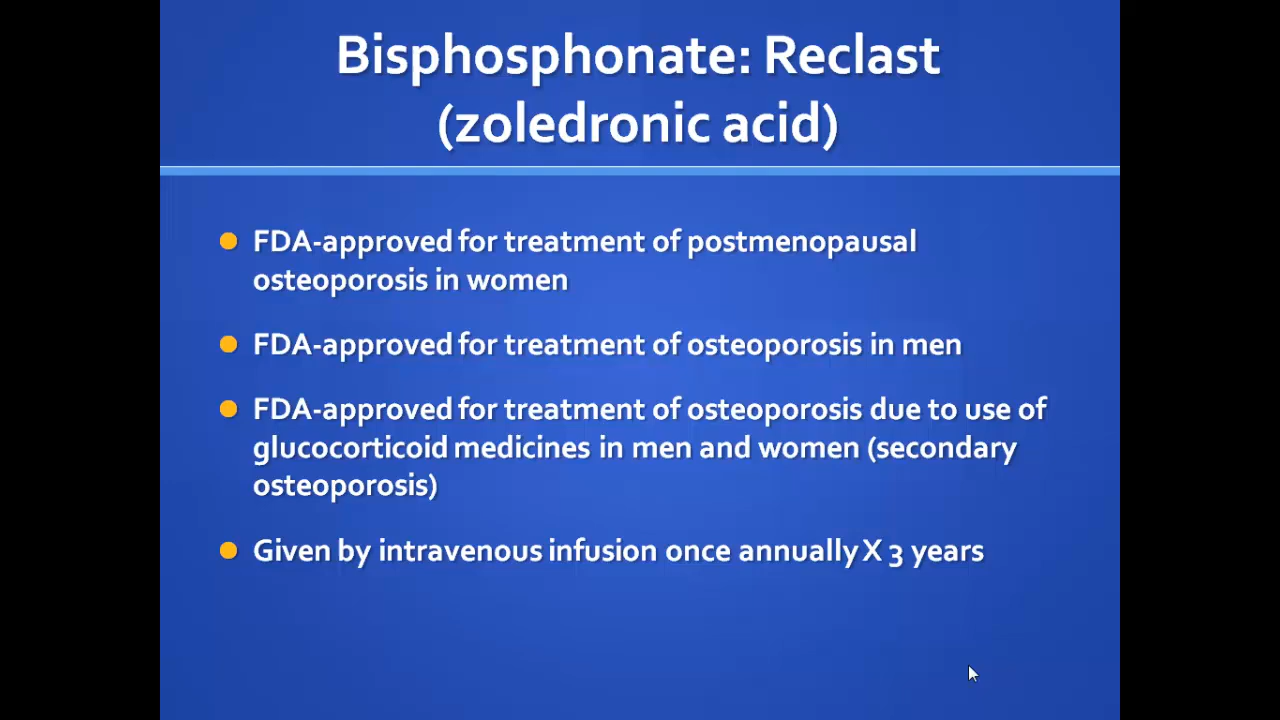 Bisphosphonate: Reclast
(zoledronic acid)
FDA-approved for treatment of postmenopausal
osteoporosis in women
FDA-approved for treatment of osteoporosis in men
FDA-approved for treatment of osteoporosis due to use of
glucocorticoid medicines in men and women (secondary
osteoporosis)
Given by intravenous infusion once annually X 3 years